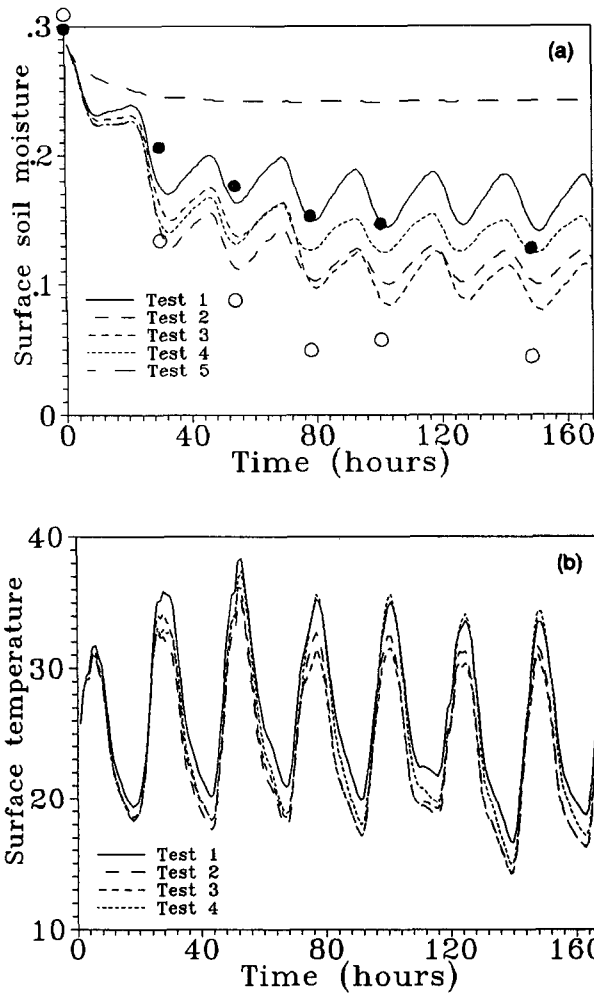 (a)
.3
.2
.1
0
Surface soil moisture
Test 1
Test 2
Test 3
Test 4
Test 5
0 40 80 120 160
Time (hours)
(b)
40
30
20
10
Surface temperature
Test 1
Test 2
Test 3
Test 4
0 40 80 120 160
Time (hours)